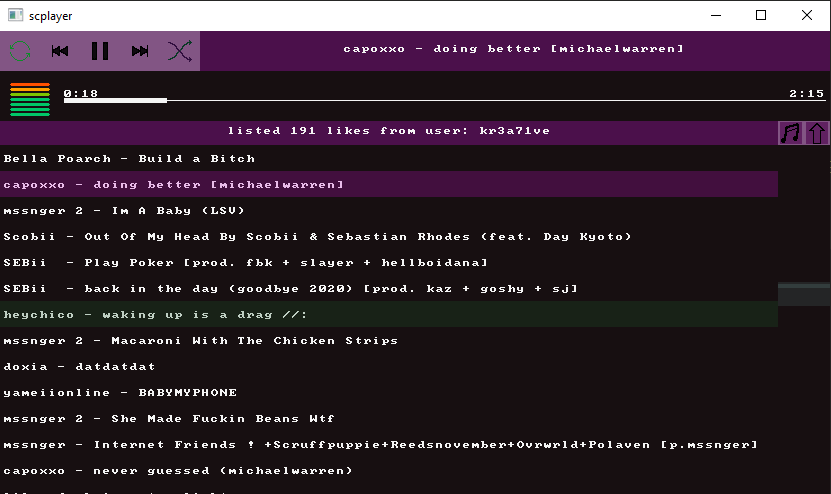 scplayer
capoxxo - doing better [michaelwarren]
0:18
2:15
listed 191 likes from user: kr3a71ve
Bella Poarch - Build a Bitch
capoxxo - doing better [michaelwarren]
mssnger 2 - Im A Baby (LSV)
Scobii - Out Of My Head By Scobii & Sebastian Rhodes (feat. Day Kyoto)
SEBii  - Play Poker [prod. fbk + slayer + hellboidana]
SEBii  - back in the day (goodbye 2020) [prod. kaz + goshy + sj]
heychico - waking up is a drag //:
mssnger 2 - Macaroni With The Chicken Strips
doxia - datdatdat
yameiionline - BABYMYPHONE
mssnger 2 - She Made Fuckin Beans Wtf
mssnger - Internet Friends ! +Scruffpuppie+Reedsnovember+Ovrwrld+Polaven [p.mssnger]
capoxxo - never guessed (michaelwarren)